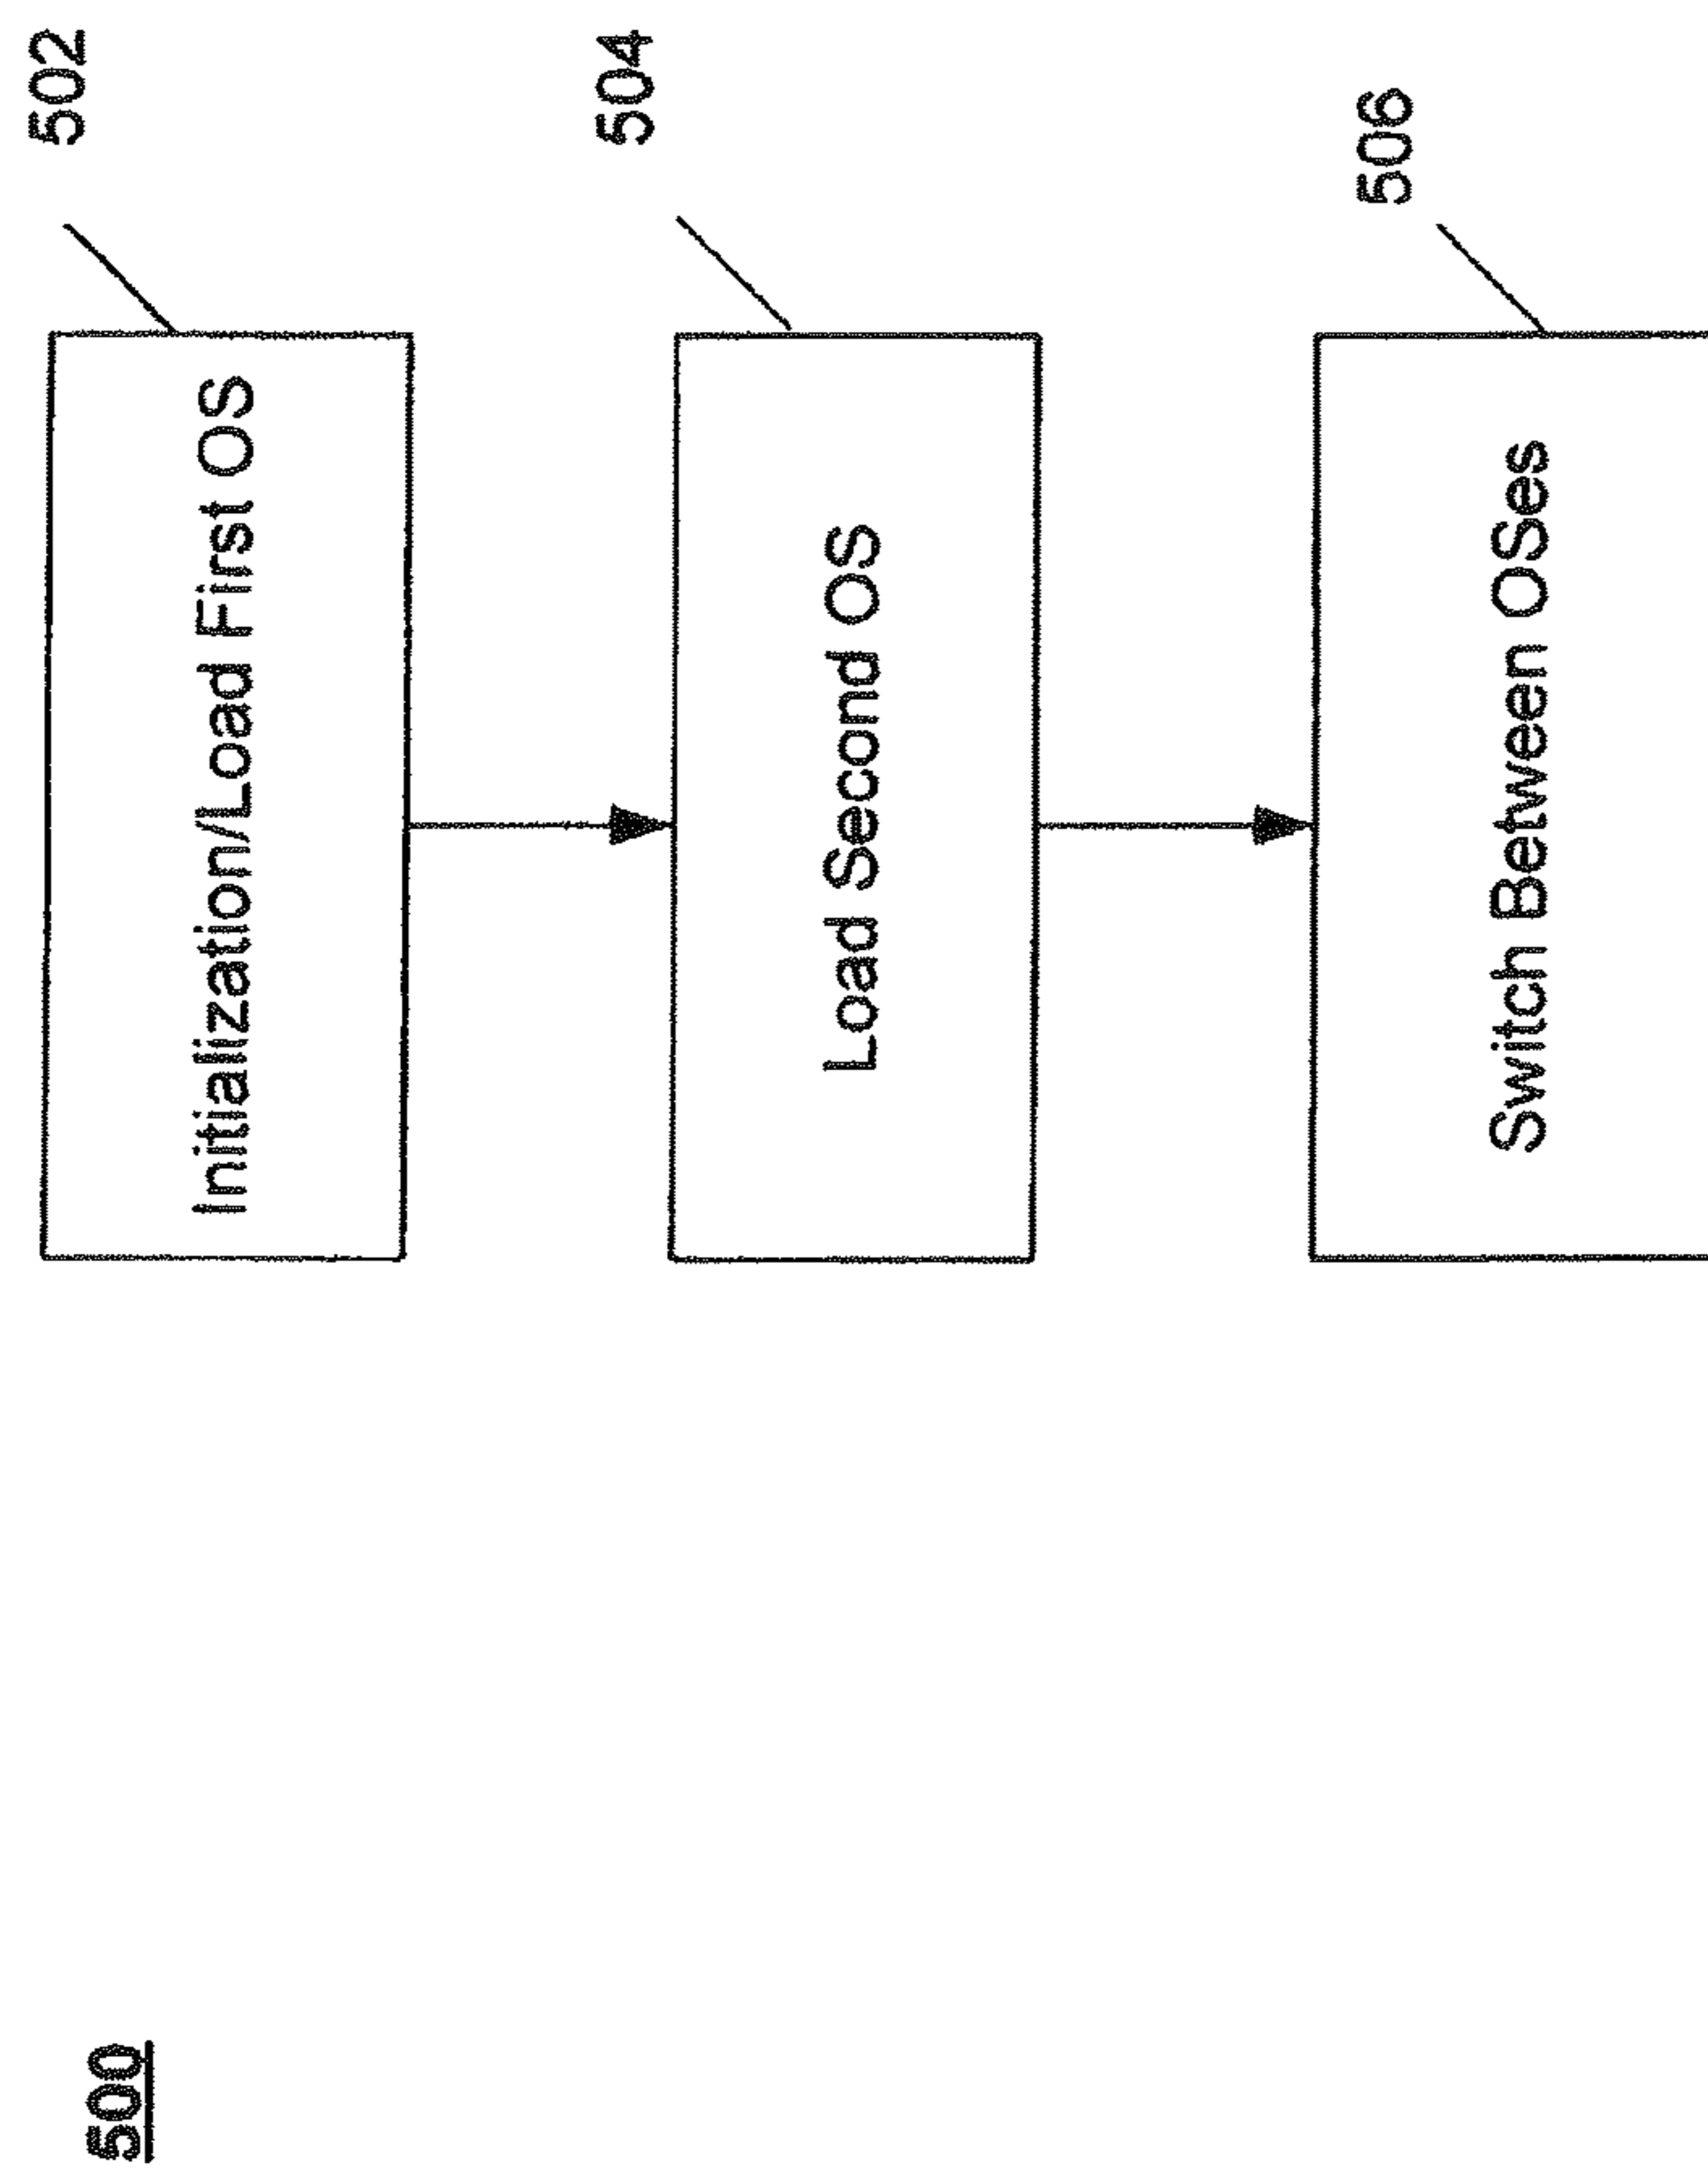 500
502
Initialization/Load First OS
504
Load Second OS
506
Switch Between OSes